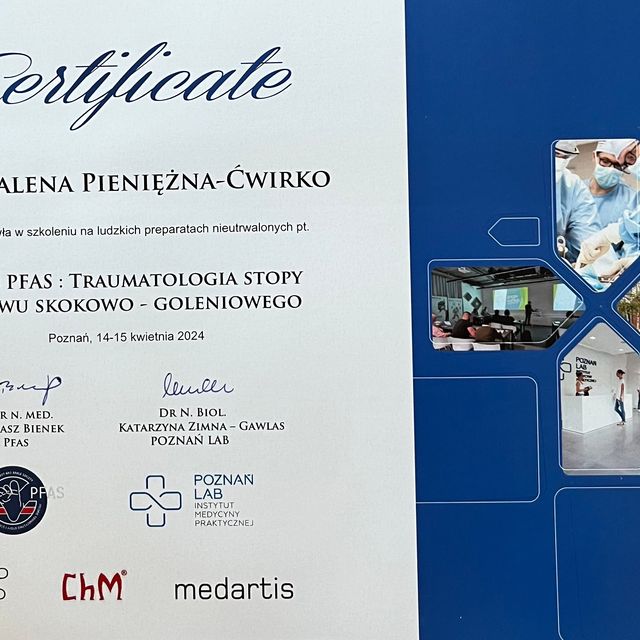 Certificate
ALENA PIENIĘŻNA-ĆWIRKO
yła w szkoleniu na ludzkich preparatach nieutrwalonych pt.
PFAS : TRAUMATOLOGIA STOPY
WU SKOKOWO - GOLENIOWEGO
Poznań, 14-15 kwietnia 2024
R N. MED.
ASZ BIENEK
PFAS
DR N. BIOL.
KATARZYNA ZIMNA – GAWLAS
POZNAŃ LAB
PFAS
POZNAŃ
LAB
INSTYTUT
MEDYCYNY
PRAKTYCZNEJ
ChM®
medartis
POZNAŃ
LAB